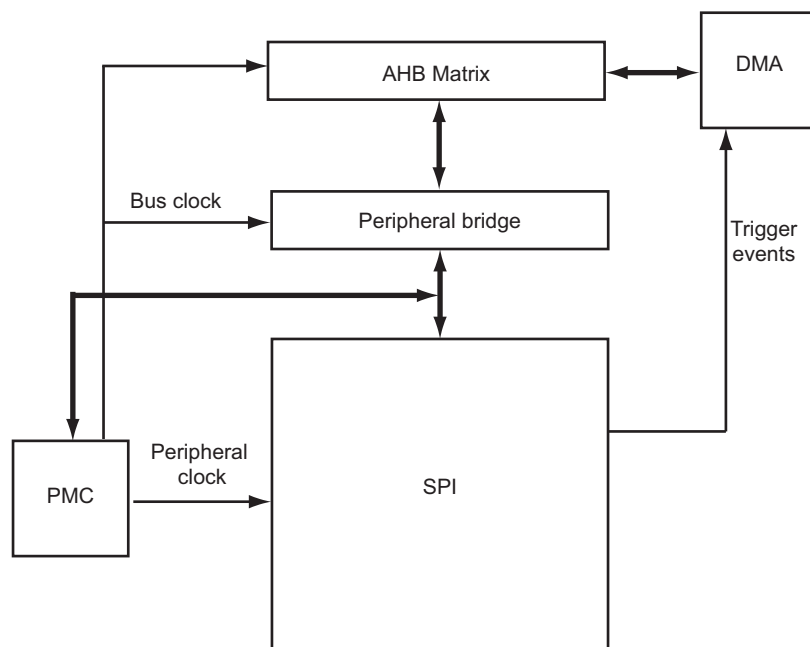 AHB Matrix
DMA
Bus clock
Peripheral bridge
Trigger
events
Peripheral
clock
PMC
SPI